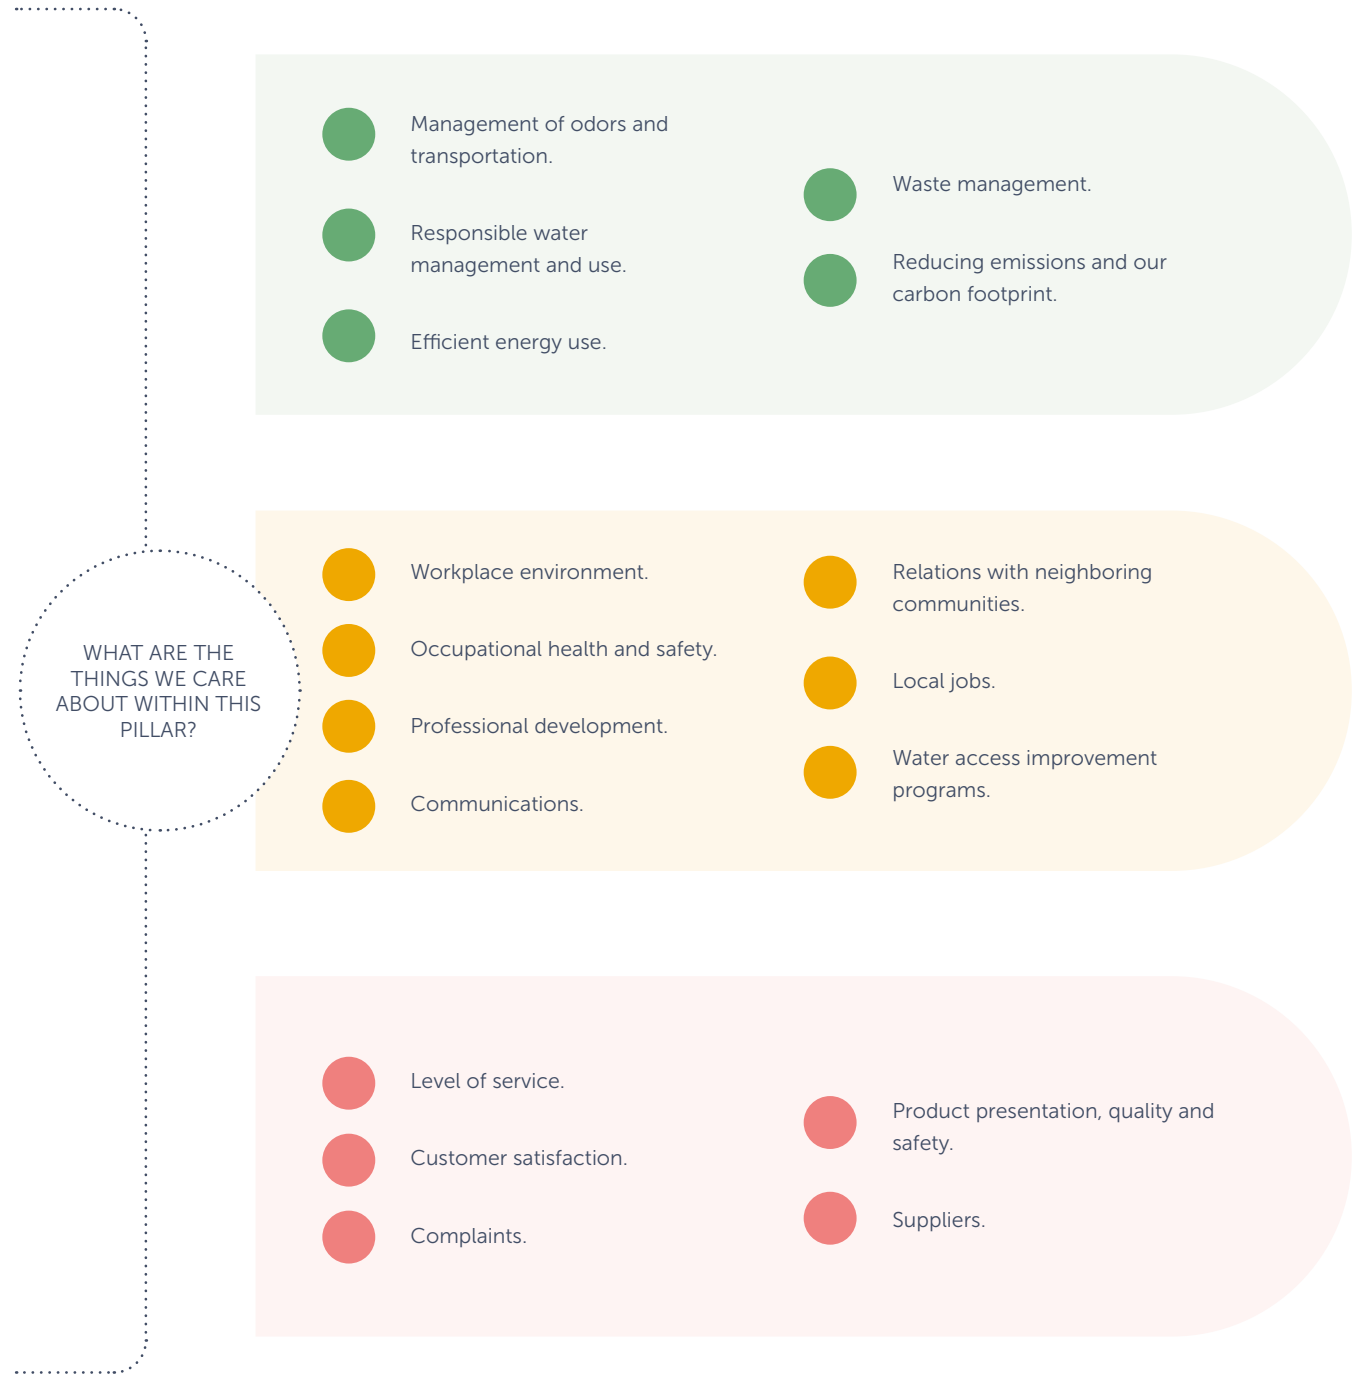 WHAT ARE THE
THINGS WE CARE
ABOUT WITHIN THIS
PILLAR?
Management of odors and
transportation.
Responsible water
management and use.
Efficient energy use.
Waste management.
Reducing emissions and our
carbon footprint.
Workplace environment.
Occupational health and safety.
Professional development.
Communications.
Relations with neighboring
communities.
Local jobs.
Water access improvement
programs.
Level of service.
Customer satisfaction.
Complaints.
Product presentation, quality and
safety.
Suppliers.